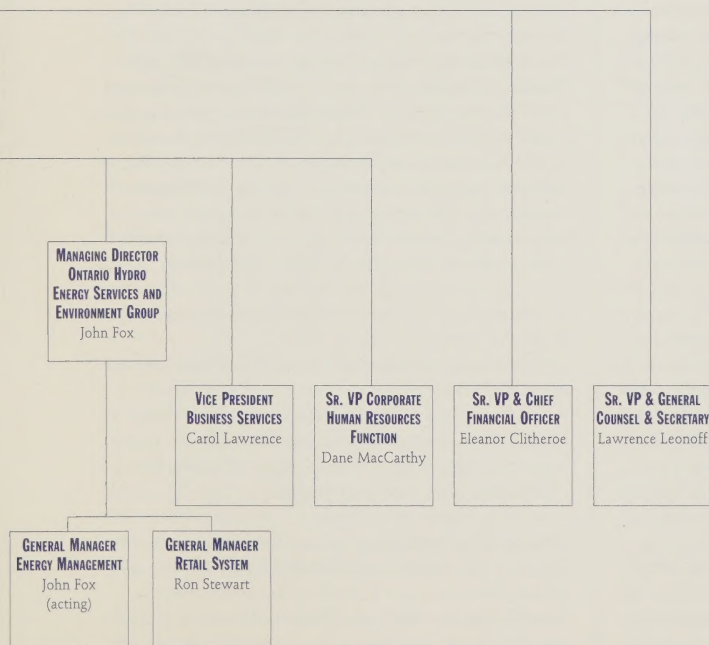 MANAGING DIRECTOR
ONTARIO HYDRO
ENERGY SERVICES AND
ENVIRONMENT GROUP
John Fox
VICE PRESIDENT
BUSINESS SERVICES
Carol Lawrence
SR. VP CORPORATE
HUMAN RESOURCES
FUNCTION
Dane MacCarthy
SR. VP & CHIEF
FINANCIAL OFFICER
Eleanor Clitheroe
SR. VP & GENERAL
COUNSEL & SECRETARY
Lawrence Leonoff
GENERAL MANAGER
ENERGY MANAGEMENT
John Fox
(acting)
GENERAL MANAGER
RETAIL SYSTEM
Ron Stewart